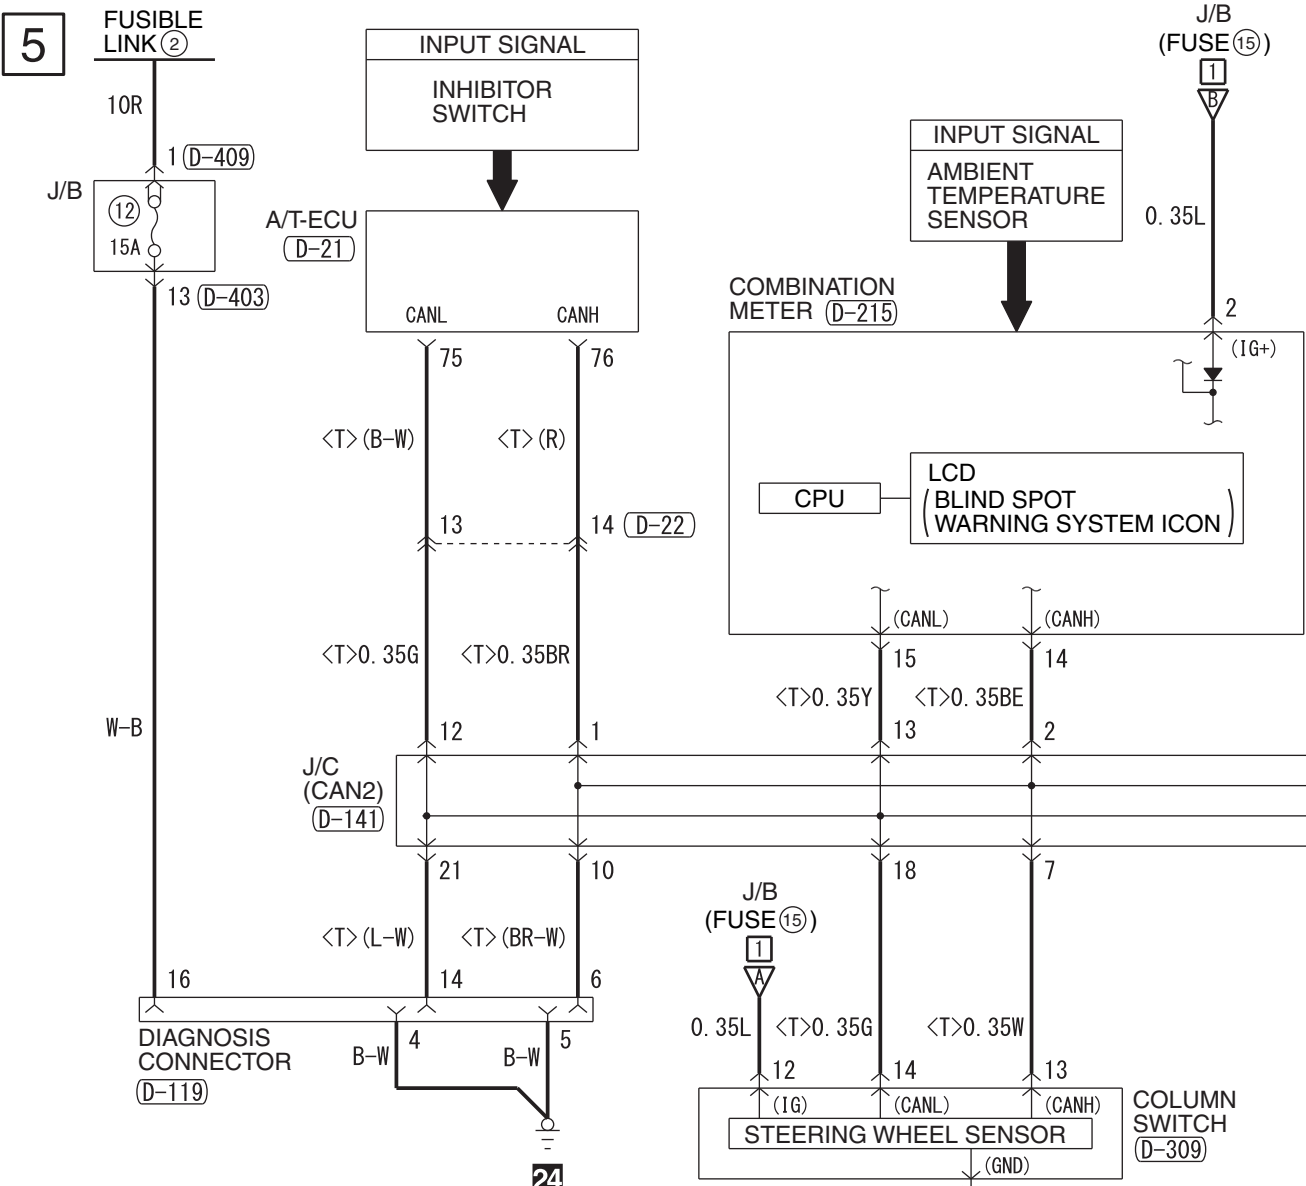 5
FUSIBLE
LINK 2
10R
1 D-409
J/B
12
15A
13 D-403
W-B
INPUT SIGNAL
INHIBITOR
SWITCH
A/T-ECU
D-21
CANL CANH
75 76
<T>(B-W) <T>(R)
13 14 D-22
<T>0.35G <T>0.35BR
12 1
J/B
(FUSE 15)
1
B
0.35L
INPUT SIGNAL
AMBIENT
TEMPERATURE
SENSOR
COMBINATION
METER D-215
2
(IG+)
CPU
LCD
(BLIND SPOT
WARNING SYSTEM ICON)
(CANL) (CANH)
15 14
<T>0.35Y <T>0.35BE
13 2
J/C
(CAN2)
D-141
21 10 18 7
<T>(L-W) <T>(BR-W)
16 14 6
DIAGNOSIS
CONNECTOR
D-119
4 5
B-W B-W
24
J/B
(FUSE 15)
1
A
0.35L <T>0.35G <T>0.35W
12 14 13
(IG) (CANL) (CANH)
STEERING WHEEL SENSOR
(GND)
COLUMN
SWITCH
D-309